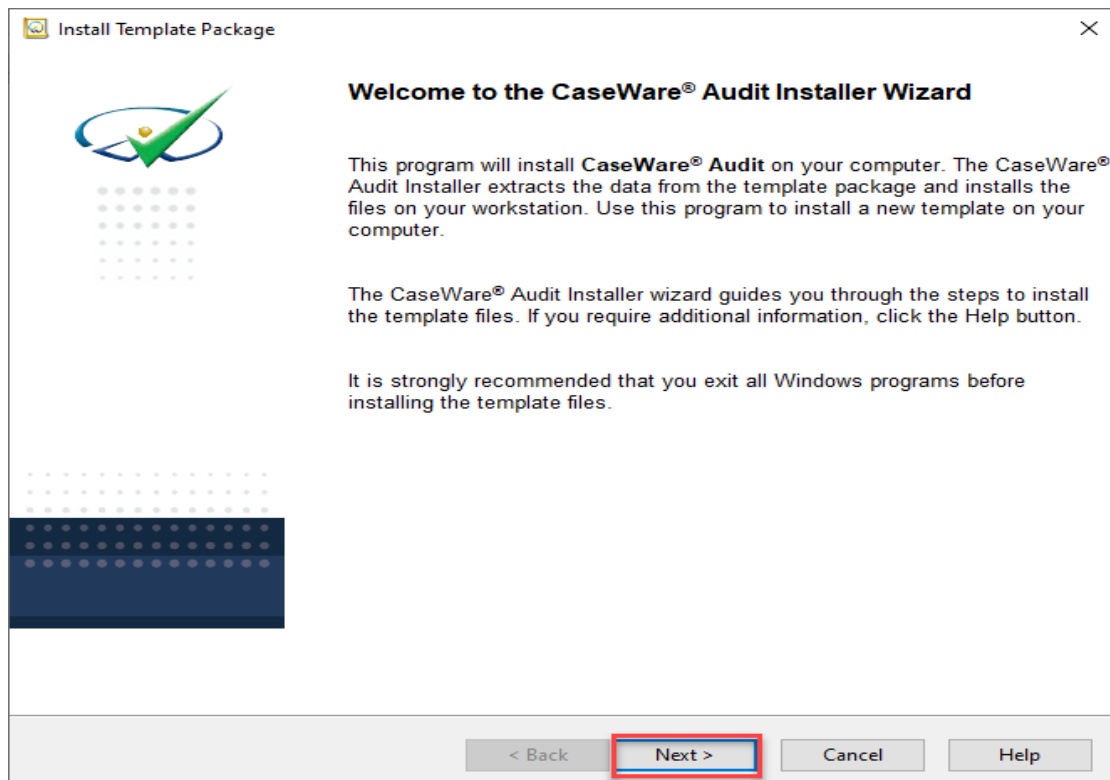 Install Template Package
Welcome to the CaseWare® Audit Installer Wizard
This program will install CaseWare® Audit on your computer. The CaseWare®
Audit Installer extracts the data from the template package and installs the
files on your workstation. Use this program to install a new template on your
computer.
The CaseWare® Audit Installer wizard guides you through the steps to install
the template files. If you require additional information, click the Help button.
It is strongly recommended that you exit all Windows programs before
installing the template files.
< Back Next > Cancel Help